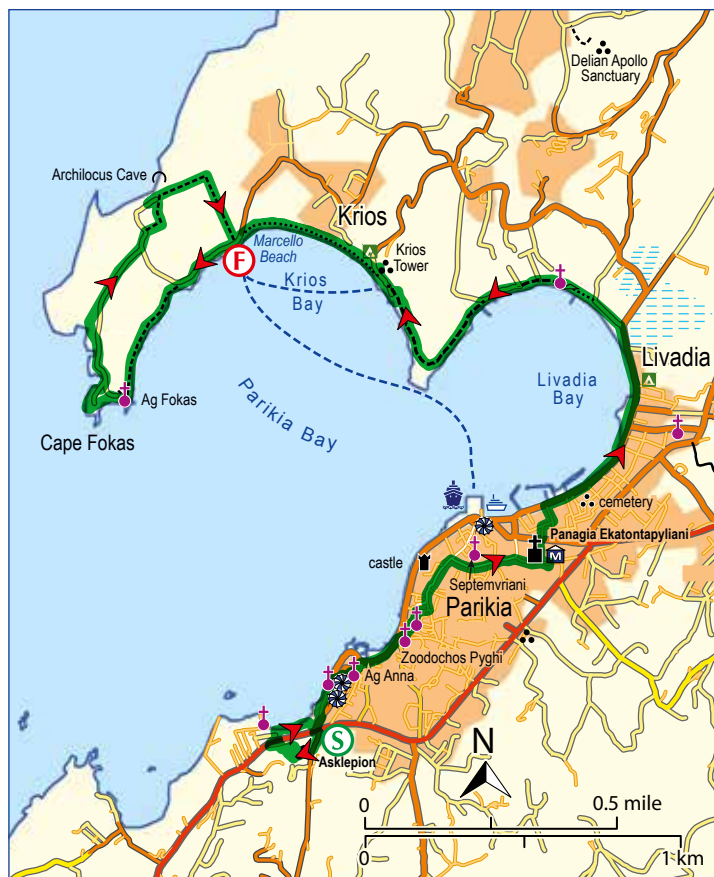 Delian Apollo
Sanctuary
Archilocus Cave
Krios
Marcello
Beach
F
Krios
Tower
Krios
Bay
Livadia
Livadia
Bay
Ag Fokas
Parikia Bay
Cape Fokas
cemetery
Panagia Ekatontapyliani
M
castle
Septemvriani
Parikia
Zoodochos Pyghi
Ag Anna
S
Asklepion
N
0
0.5 mile
0
1 km